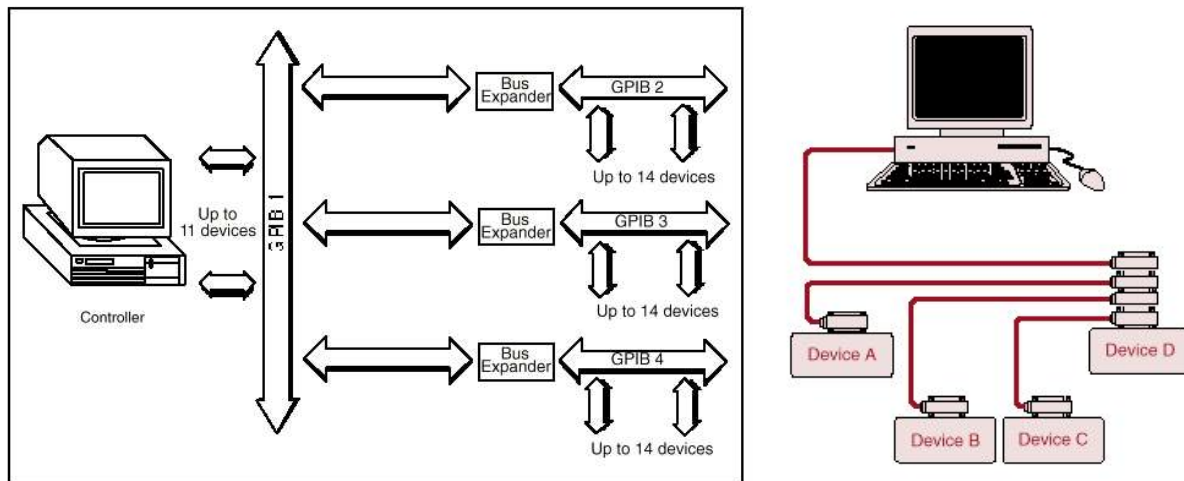 Bus
Expander
GPIB 2
Up to 14 devices
Up to
11 devices
GPIB 1
Bus
Expander
GPIB 3
Up to 14 devices
Controller
Bus
Expander
GPIB 4
Up to 14 devices
Device A
Device D
Device B
Device C